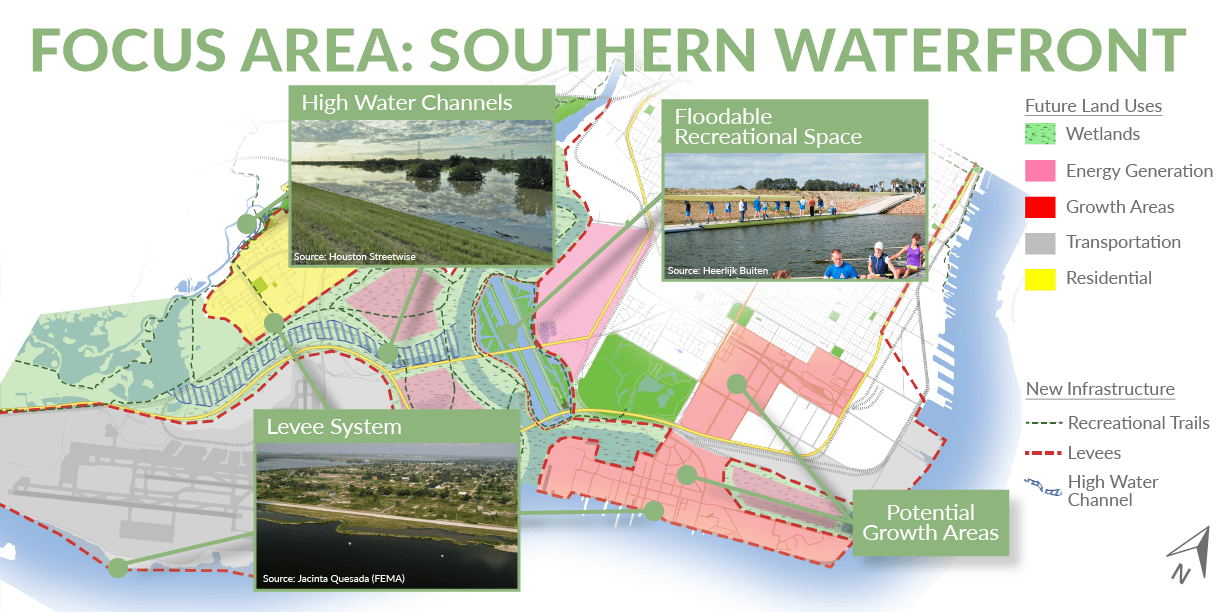 FOCUS AREA: SOUTHERN WATERFRONT
High Water Channels
Source: Houston Streetwise
Floodable
Recreational Space
Source: Heerlijk Buiten
Future Land Uses
Wetlands
Energy Generation
Growth Areas
Transportation
Residential
Levee System
Source: Jacinta Quesada (FEMA)
New Infrastructure
Recreational Trails
Levees
High Water
Channel
Potential
Growth Areas
N